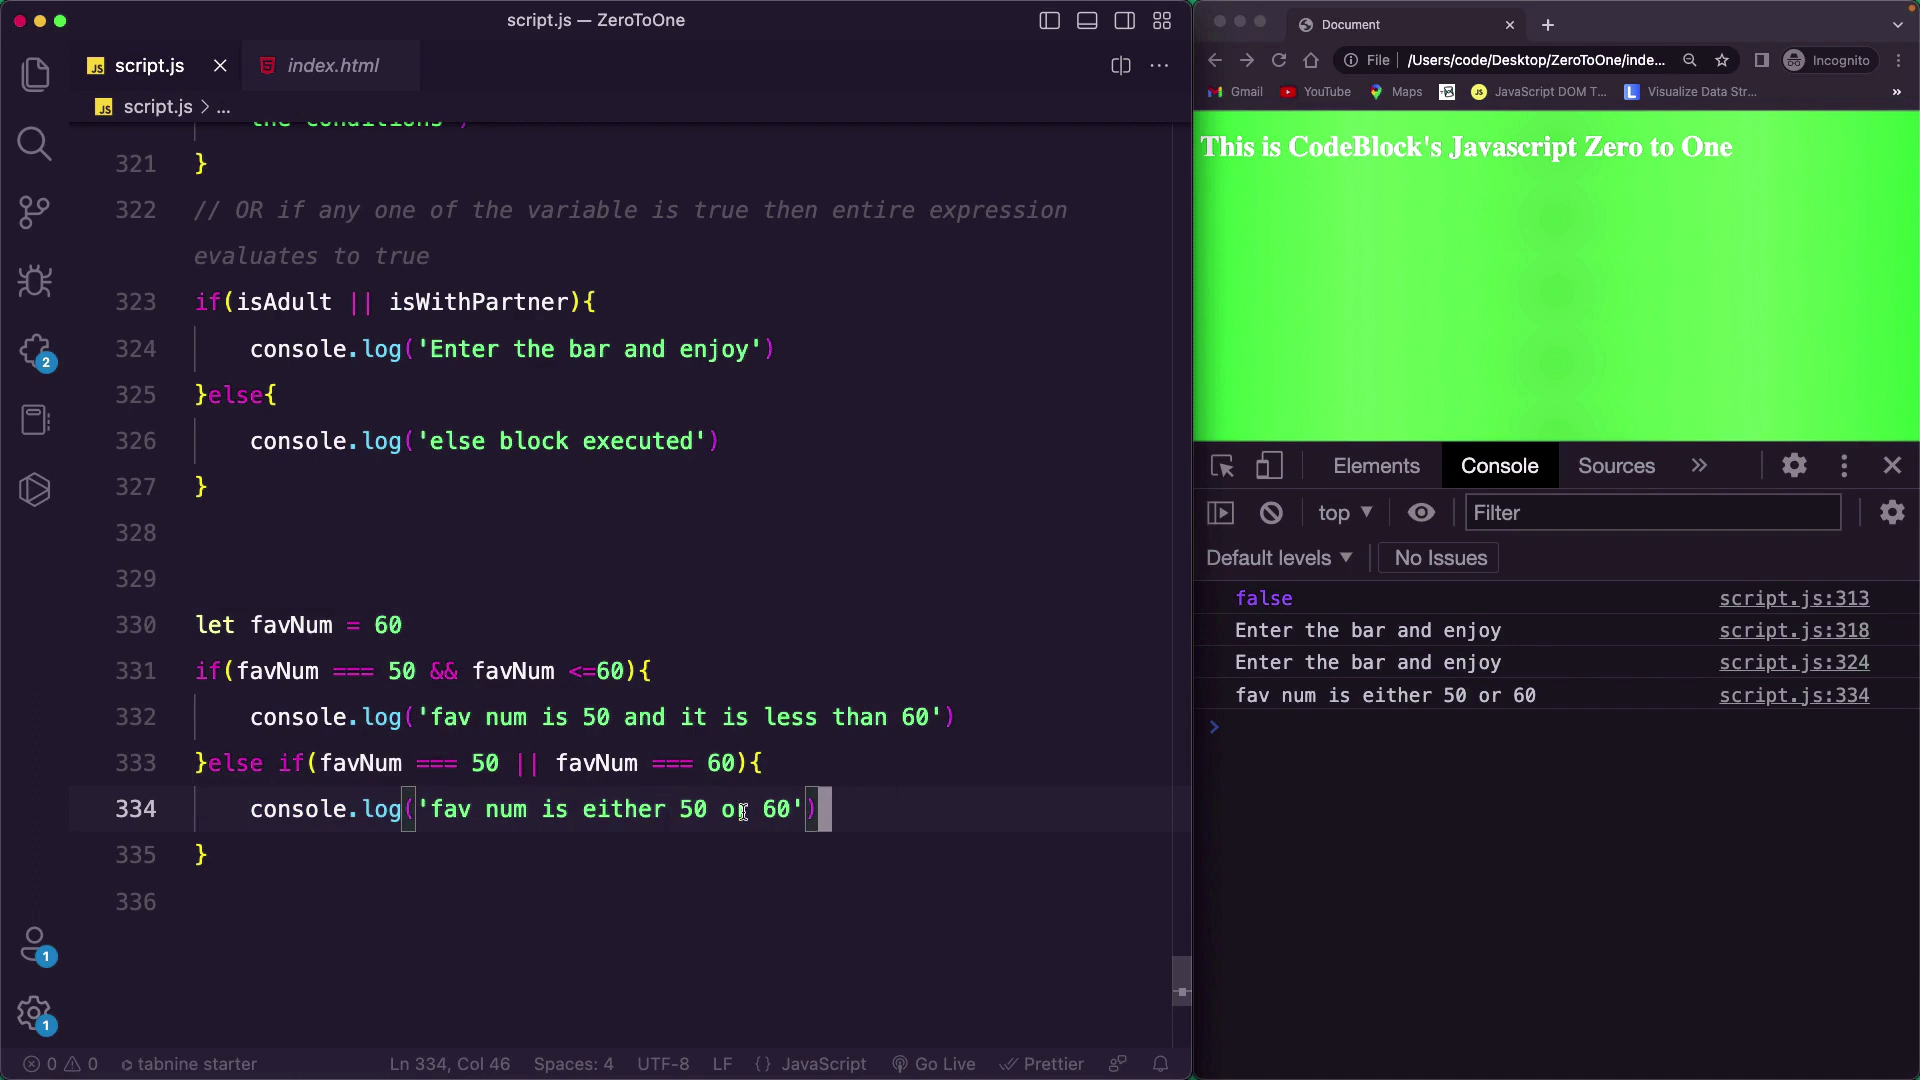 script.js — ZeroToOne
script.js
index.html
script.js > ...
the conditions')
321 }
322 // OR if any one of the variable is true then entire expression
evaluates to true
323 if(isAdult || isWithPartner){
324 console.log('Enter the bar and enjoy')
325 }else{
326 console.log('else block executed')
327 }
328
329
330 let favNum = 60
331 if(favNum === 50 && favNum <=60){
332 console.log('fav num is 50 and it is less than 60')
333 }else if(favNum === 50 || favNum === 60){
334 console.log('fav num is either 50 or 60')
335 }
336
2
1
1
0 0 tabnine starter Ln 334, Col 46 Spaces: 4 UTF-8 LF {} JavaScript Go Live Prettier
Document
File /Users/code/Desktop/ZeroToOne/inde... Incognito
Gmail YouTube Maps JavaScript DOM T... Visualize Data Str... »
This is CodeBlock's Javascript Zero to One
Elements Console Sources »
top Filter
Default levels No Issues
false script.js:313
Enter the bar and enjoy script.js:318
Enter the bar and enjoy script.js:324
fav num is either 50 or 60 script.js:334
>